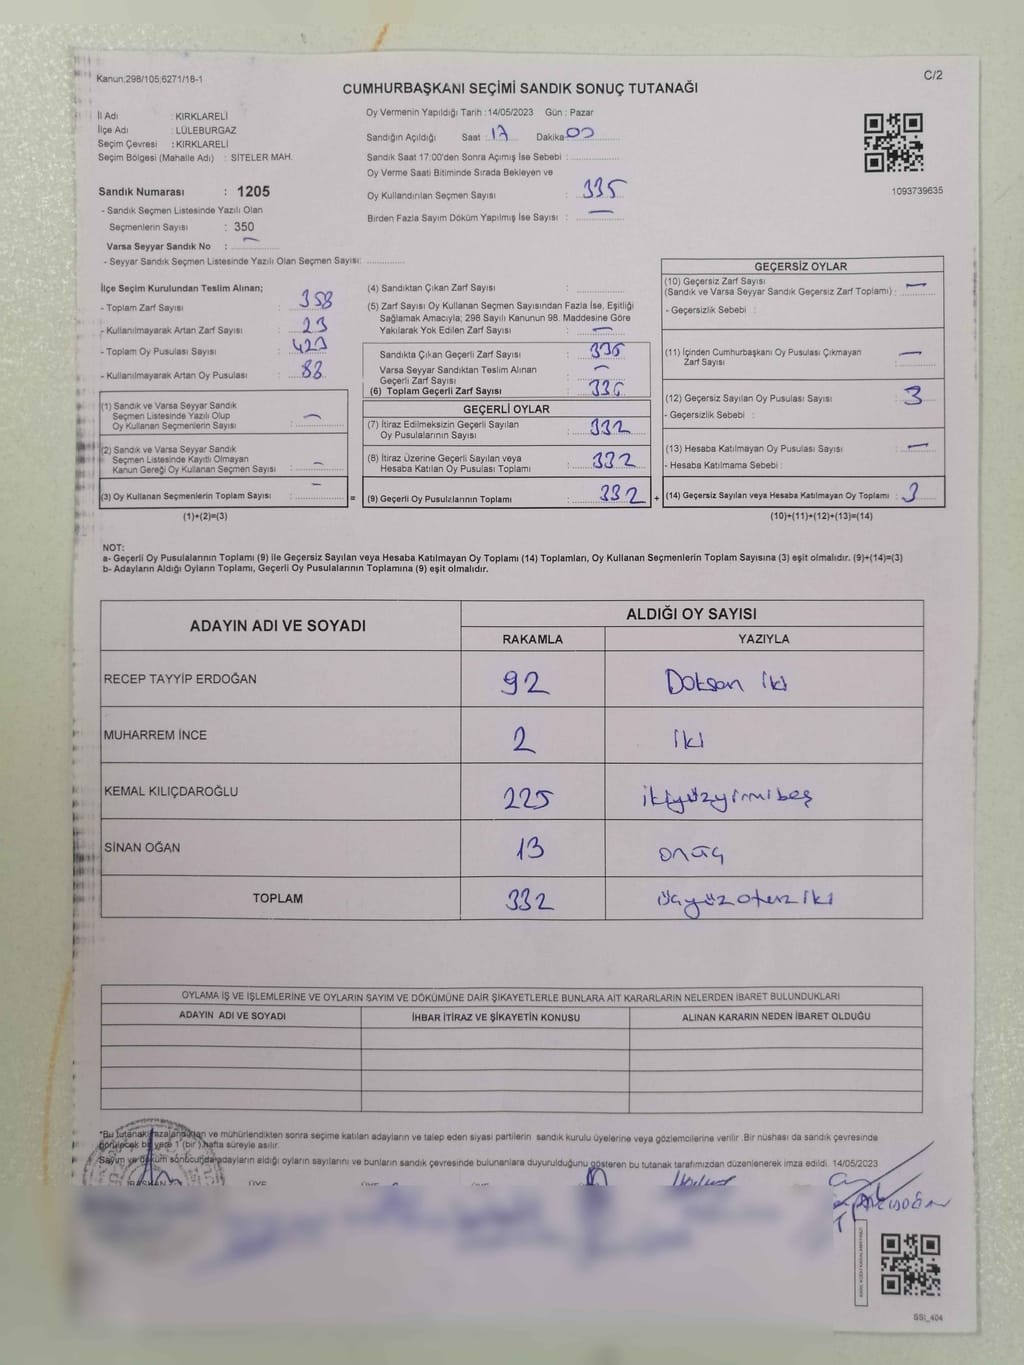 Kanun:298/105;6271/18-1
C/2
CUMHURBAŞKANI SEÇİMİ SANDIK SONUÇ TUTANAĞI
İl Adı : KIRKLARELİ
İlçe Adı : LÜLEBURGAZ
Seçim Çevresi : KIRKLARELİ
Seçim Bölgesi (Mahalle Adı) : SİTELER MAH.
Sandık Numarası : 1205
- Sandık Seçmen Listesinde Yazılı Olan
Seçmenlerin Sayısı : 350
Varsa Seyyar Sandık No : —
- Seyyar Sandık Seçmen Listesinde Yazılı Olan Seçmen Sayısı:
Oy Vermenin Yapıldığı Tarih :14/05/2023 Gün : Pazar
Sandığın Açıldığı Saat : 17 Dakika: 00
Sandık Saat 17:00'den Sonra Açımış İse Sebebi :
Oy Verme Saati Bitiminde Sırada Bekleyen ve
Oy Kullandırılan Seçmen Sayısı : 335
Birden Fazla Sayım Döküm Yapılmış İse Sayısı : —
1093739635
İlçe Seçim Kurulundan Teslim Alınan;
- Toplam Zarf Sayısı : 358
- Kullanılmayarak Artan Zarf Sayısı : 23
- Toplam Oy Pusulası Sayısı :
- Kullanılmayarak Artan Oy Pusulası : 88
(1) Sandık ve Varsa Seyyar Sandık
Seçmen Listesinde Yazılı Olup
Oy Kullanan Seçmenlerin Sayısı : —
(2) Sandık ve Varsa Seyyar Sandık
Seçmen Listesinde Kayıtlı Olmayan
Kanun Gereği Oy Kullanan Seçmen Sayısı : —
(3) Oy Kullanan Seçmenlerin Toplam Sayısı : —
(1)+(2)=(3)
(4) Sandıktan Çıkan Zarf Sayısı :
(5) Zarf Sayısı Oy Kullanan Seçmen Sayısından Fazla İse, Eşitliği
Sağlamak Amacıyla; 298 Sayılı Kanunun 98. Maddesine Göre
Yakılarak Yok Edilen Zarf Sayısı : —
Sandıkta Çıkan Geçerli Zarf Sayısı : 335
Varsa Seyyar Sandıktan Teslim Alınan
Geçerli Zarf Sayısı : —
(6) Toplam Geçerli Zarf Sayısı : 335
GEÇERLİ OYLAR
(7) İtiraz Edilmeksizin Geçerli Sayılan
Oy Pusulalarının Sayısı : 332
(8) İtiraz Üzerine Geçerli Sayılan veya
Hesaba Katılan Oy Pusulası Toplamı : 332
= (9) Geçerli Oy Pusulalarının Toplamı : 332 +
GEÇERSİZ OYLAR
(10) Geçersiz Zarf Sayısı
(Sandık ve Varsa Seyyar Sandık Geçersiz Zarf Toplamı) : —
- Geçersizlik Sebebi :
(11) İçinden Cumhurbaşkanı Oy Pusulası Çıkmayan
Zarf Sayısı : —
(12) Geçersiz Sayılan Oy Pusulası Sayısı : 3
- Geçersizlik Sebebi :
(13) Hesaba Katılmayan Oy Pusulası Sayısı : —
- Hesaba Katılmama Sebebi :
(14) Geçersiz Sayılan veya Hesaba Katılmayan Oy Toplamı : 3
(10)+(11)+(12)+(13)=(14)
NOT:
a- Geçerli Oy Pusulalarının Toplamı (9) ile Geçersiz Sayılan veya Hesaba Katılmayan Oy Toplamı (14) Toplamları, Oy Kullanan Seçmenlerin Toplam Sayısına (3) eşit olmalıdır. (9)+(14)=(3)
b- Adayların Aldığı Oyların Toplamı, Geçerli Oy Pusulalarının Toplamına (9) eşit olmalıdır.
ADAYIN ADI VE SOYADI
ALDIĞI OY SAYISI
RAKAMLA YAZIYLA
RECEP TAYYİP ERDOĞAN 92 Doksan iki
MUHARREM İNCE 2 iki
KEMAL KILIÇDAROĞLU 225 ikiyüzyirmibeş
SİNAN OĞAN 13 onüç
TOPLAM 332 üçyüzotuziki
OYLAMA İŞ VE İŞLEMLERİNE VE OYLARIN SAYIM VE DÖKÜMÜNE DAİR ŞİKAYETLERLE BUNLARA AİT KARARLARIN NELERDEN İBARET BULUNDUKLARI
ADAYIN ADI VE SOYADI İHBAR İTİRAZ VE ŞİKAYETİN KONUSU ALINAN KARARIN NEDEN İBARET OLDUĞU
*Bu tutanak imzalandıktan ve mühürlendikten sonra seçime katılan adayların ve talep eden siyasi partilerin sandık kurulu üyelerine veya gözlemcilerine verilir .Bir nüshası da sandık çevresinde
görülecek bir yere 1 (bir ) hafta süreyle asılır.
Sayım ve döküm sonucunda adayların aldığı oyların sayılarını ve bunların sandık çevresinde bulunanlara duyurulduğunu gösteren bu tutanak tarafımızdan düzenlenerek imza edildi. 14/05/2023
BAŞKAN ÜYE
SSİ_404